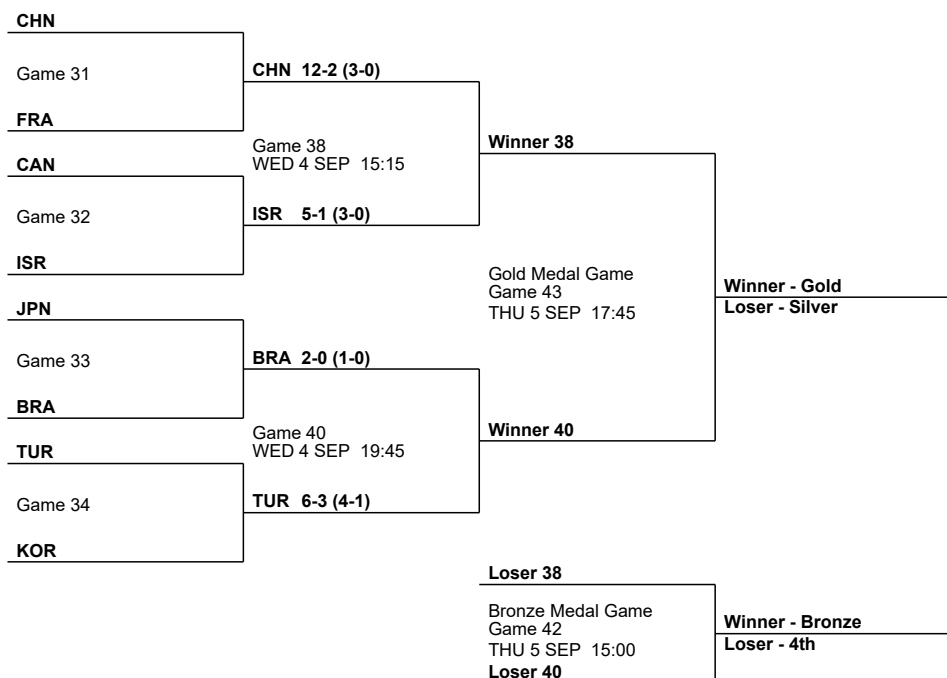 CHN
Game 31
CHN 12-2 (3-0)
FRA
Game 38
WED 4 SEP 15:15
Winner 38
CAN
Game 32
ISR 5-1 (3-0)
ISR
Gold Medal Game
Game 43
THU 5 SEP 17:45
Winner - Gold
Loser - Silver
JPN
Game 33
BRA 2-0 (1-0)
BRA
Game 40
WED 4 SEP 19:45
Winner 40
TUR
Game 34
TUR 6-3 (4-1)
KOR
Loser 38
Bronze Medal Game
Game 42
THU 5 SEP 15:00
Loser 40
Winner - Bronze
Loser - 4th